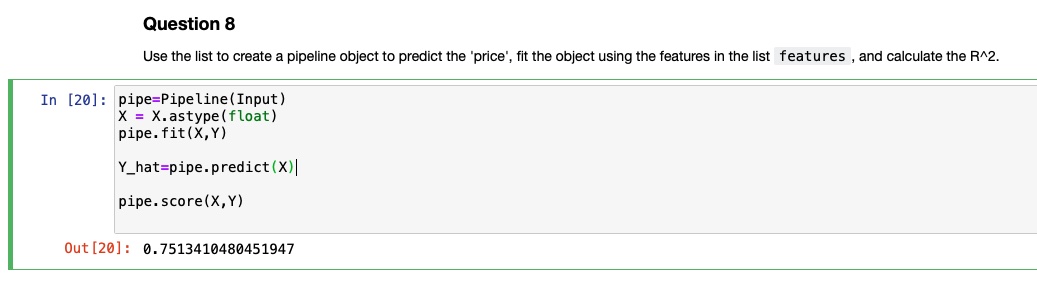 Question 8
Use the list to create a pipeline object to predict the 'price', fit the object using the features in the list features , and calculate the R^2.
In [20]: pipe=Pipeline(Input)
X = X.astype(float)
pipe.fit(X,Y)
Y_hat=pipe.predict(X)
pipe.score(X,Y)
Out[20]: 0.7513410480451947